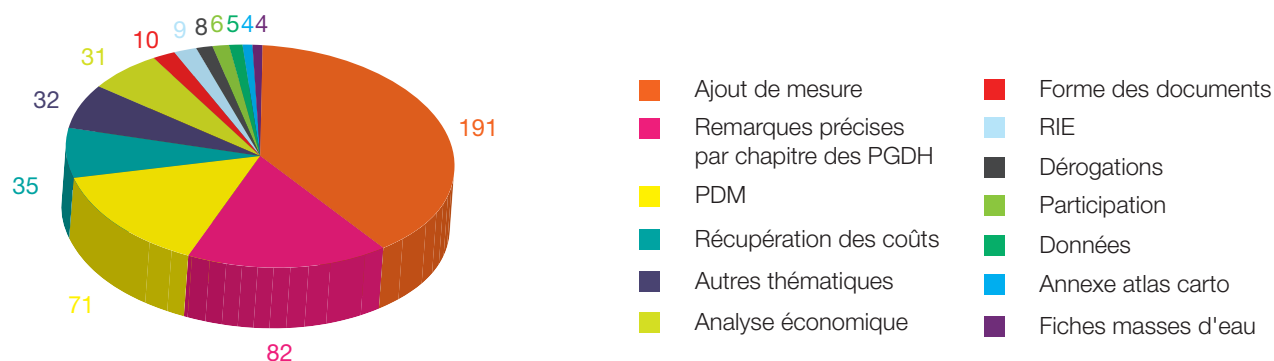 10 9 8 6 5 4 4
31
32
191
35
71
82
Ajout de mesure
Remarques précises
par chapitre des PGDH
PDM
Récupération des coûts
Autres thématiques
Analyse économique
Forme des documents
RIE
Dérogations
Participation
Données
Annexe atlas carto
Fiches masses d'eau